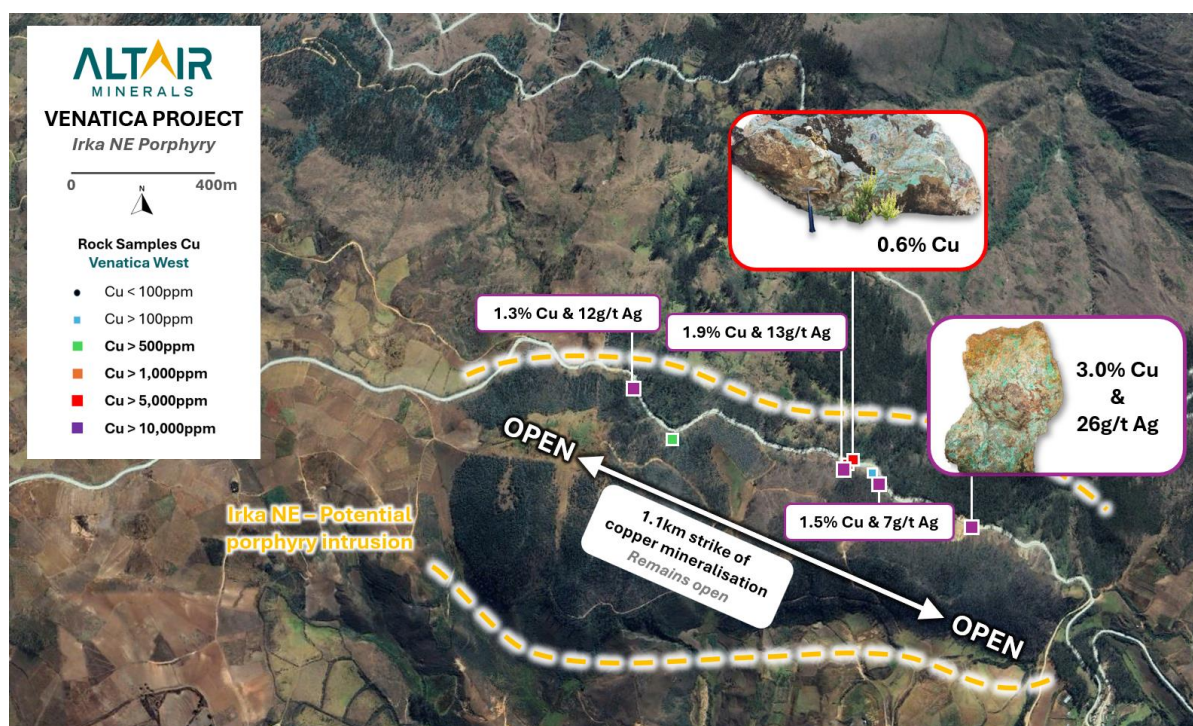 ALTAIR
MINERALS
VENATICA PROJECT
Irka NE Porphyry
0 400m
N
Rock Samples Cu
Venatica West
Cu < 100ppm
Cu > 100ppm
Cu > 500ppm
Cu > 1,000ppm
Cu > 5,000ppm
Cu > 10,000ppm
0.6% Cu
1.3% Cu & 12g/t Ag
1.9% Cu & 13g/t Ag
3.0% Cu
&
26g/t Ag
OPEN
1.5% Cu & 7g/t Ag
Irka NE – Potential
porphyry intrusion
1.1km strike of
copper mineralisation
Remains open
OPEN